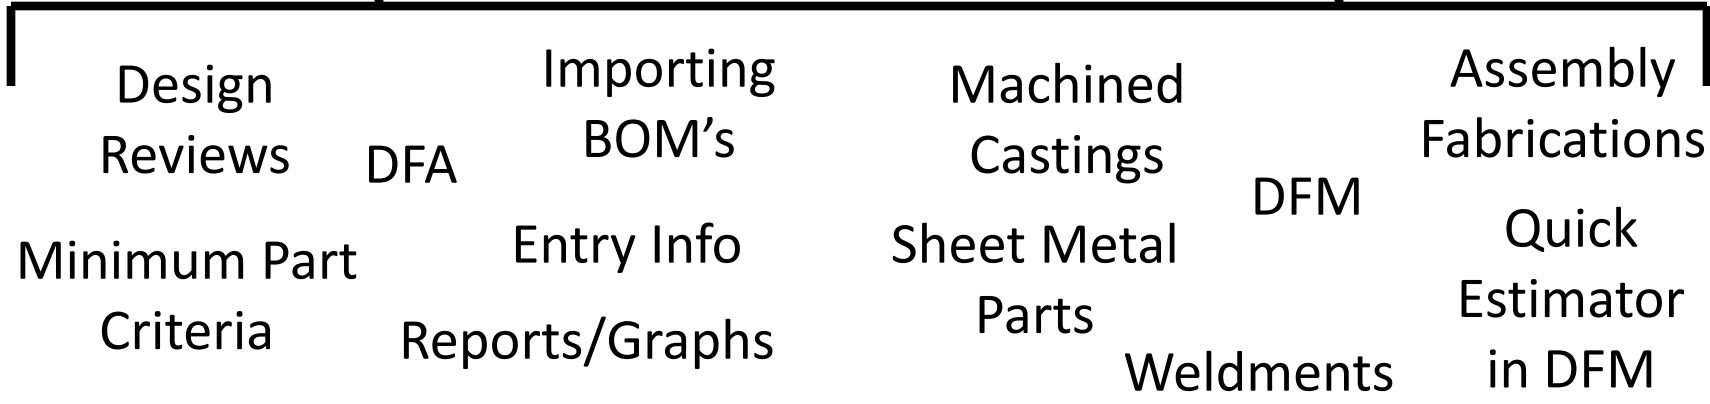 Design
Reviews
DFA
Importing
BOM’s
Machined
Castings
DFM
Assembly
Fabrications
Minimum Part
Criteria
Entry Info
Reports/Graphs
Sheet Metal
Parts
Weldments
Quick
Estimator
in DFM